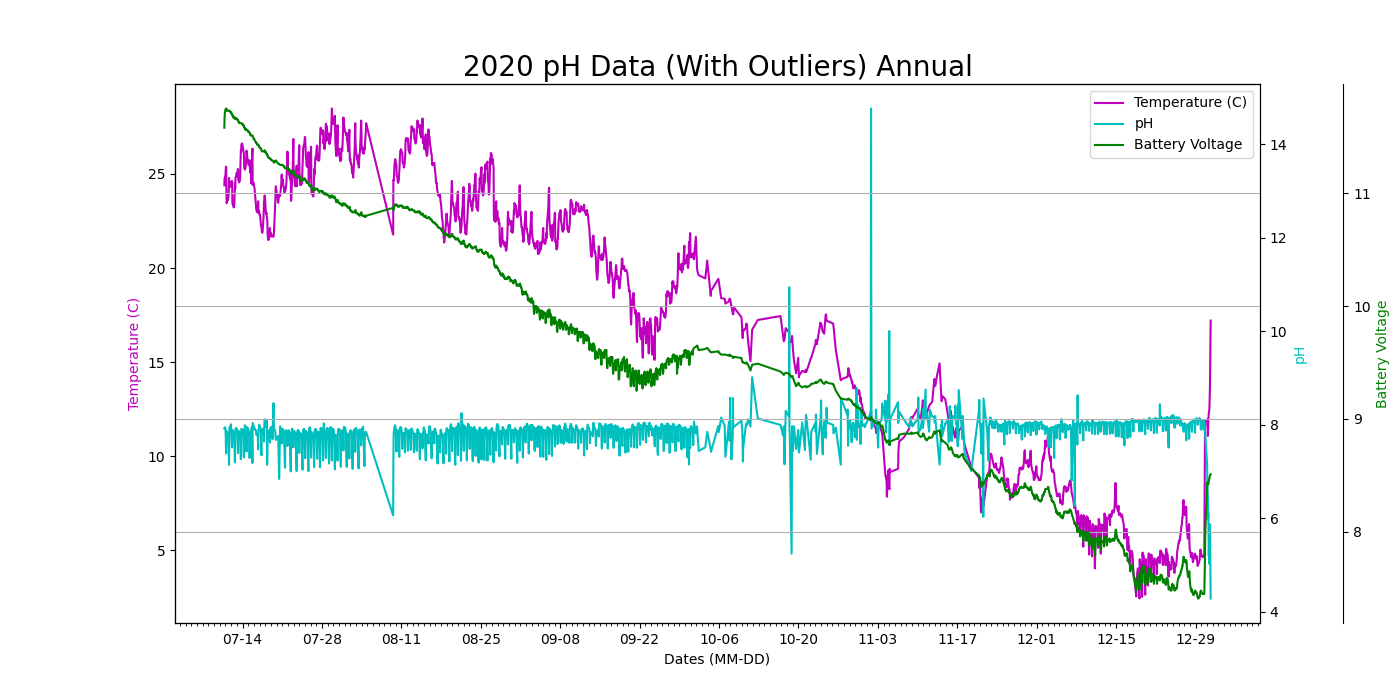 2020 pH Data (With Outliers) Annual
Temperature (C)
pH
Battery Voltage
25
20
15
10
5
Temperature (C)
14
12
10
8
6
4
pH
11
10
9
8
Battery Voltage
07-14 07-28 08-11 08-25 09-08 09-22 10-06 10-20 11-03 11-17 12-01 12-15 12-29
Dates (MM-DD)